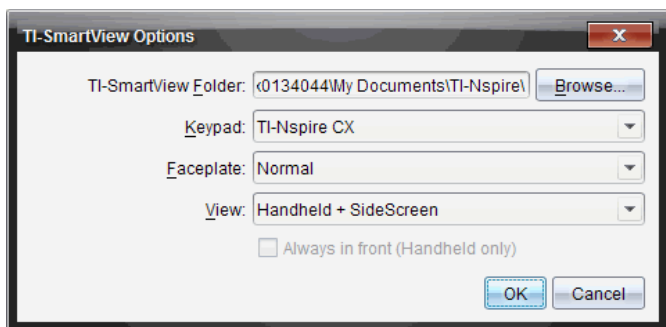 TI-SmartView Options
TI-SmartView Folder: x0134044\My Documents\TI-Nspire\ Browse...
Keypad: TI-Nspire CX
Faceplate: Normal
View: Handheld + SideScreen
Always in front (Handheld only)
OK Cancel